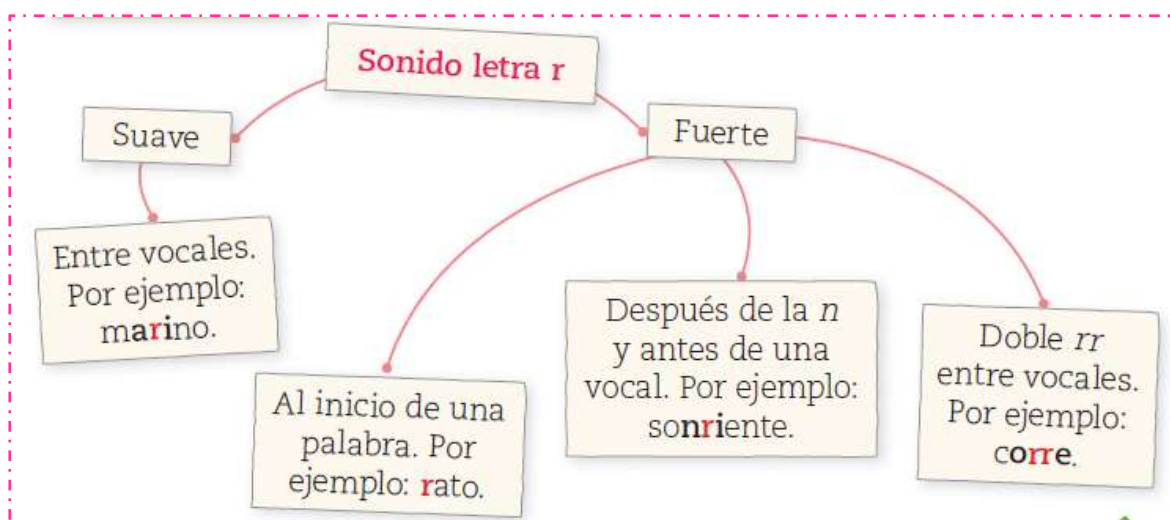 Sonido letra r
Suave
Fuerte
Entre vocales.
Por ejemplo:
marino.
Al inicio de una
palabra. Por
ejemplo: rato.
Después de la n
y antes de una
vocal. Por ejemplo:
sonriente.
Doble rr
entre vocales.
Por ejemplo:
corre.